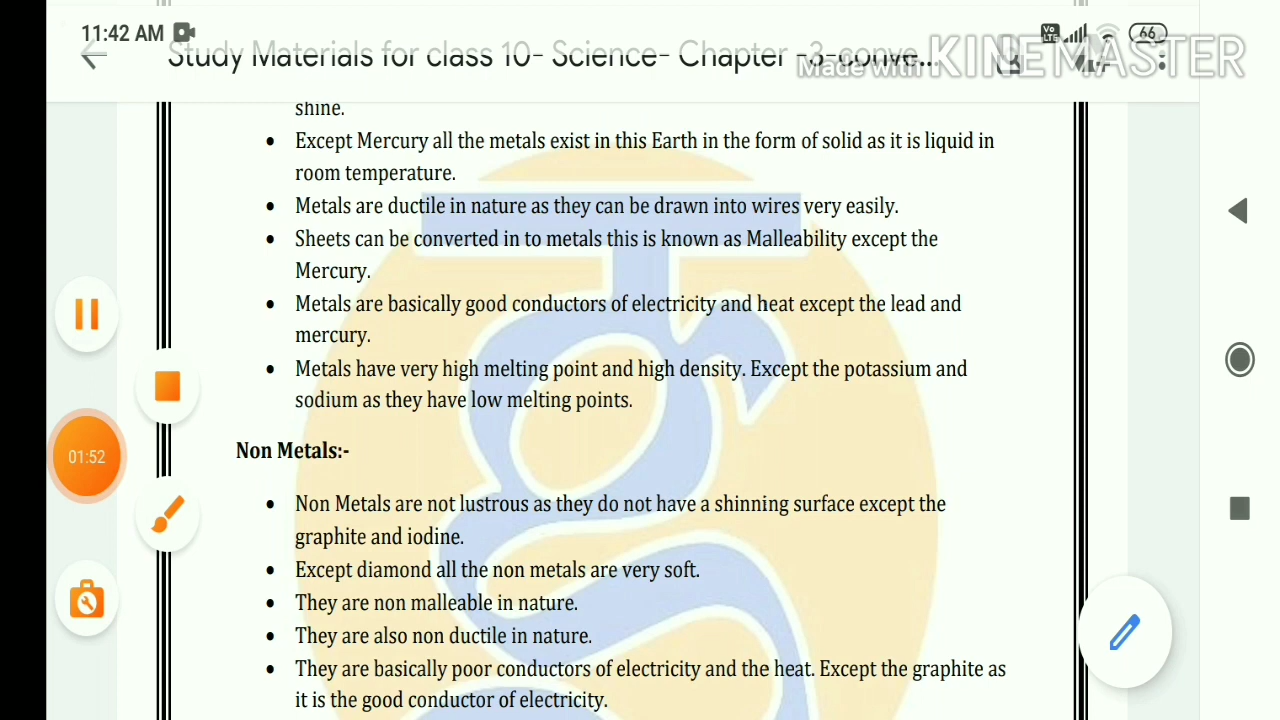 11:42 AM
Vo LTE
66
Study Materials for class 10- Science- Chapter -3-conve...
Made with KINEMASTER
shine.
• Except Mercury all the metals exist in this Earth in the form of solid as it is liquid in
room temperature.
• Metals are ductile in nature as they can be drawn into wires very easily.
• Sheets can be converted in to metals this is known as Malleability except the
Mercury.
• Metals are basically good conductors of electricity and heat except the lead and
mercury.
• Metals have very high melting point and high density. Except the potassium and
sodium as they have low melting points.
01:52
Non Metals:-
• Non Metals are not lustrous as they do not have a shinning surface except the
graphite and iodine.
• Except diamond all the non metals are very soft.
• They are non malleable in nature.
• They are also non ductile in nature.
• They are basically poor conductors of electricity and the heat. Except the graphite as
it is the good conductor of electricity.